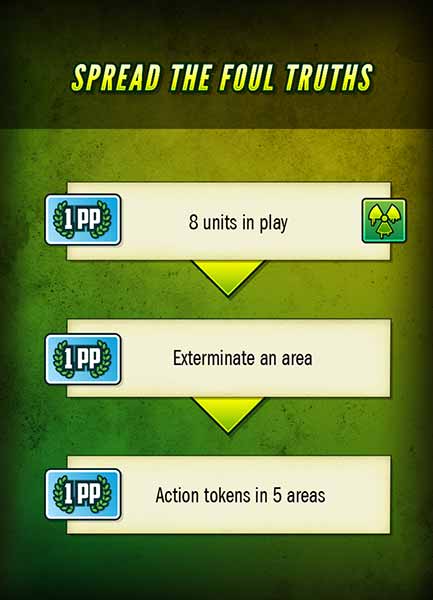 SPREAD THE FOUL TRUTHS
1 PP 8 units in play
1 PP Exterminate an area
1 PP Action tokens in 5 areas